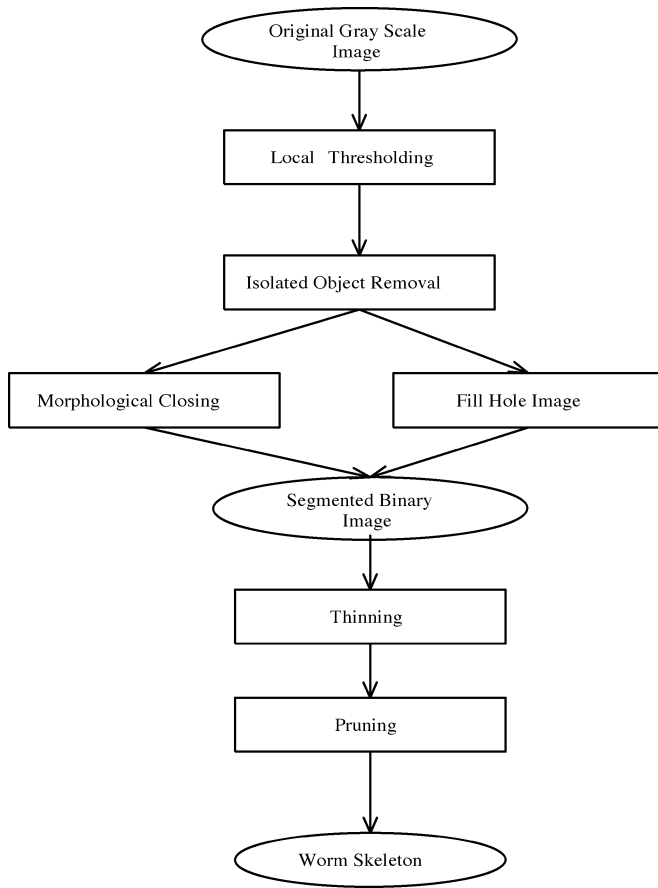 Original Gray Scale
Image
Local Thresholding
Isolated Object Removal
Morphological Closing
Fill Hole Image
Segmented Binary
Image
Thinning
Pruning
Worm Skeleton